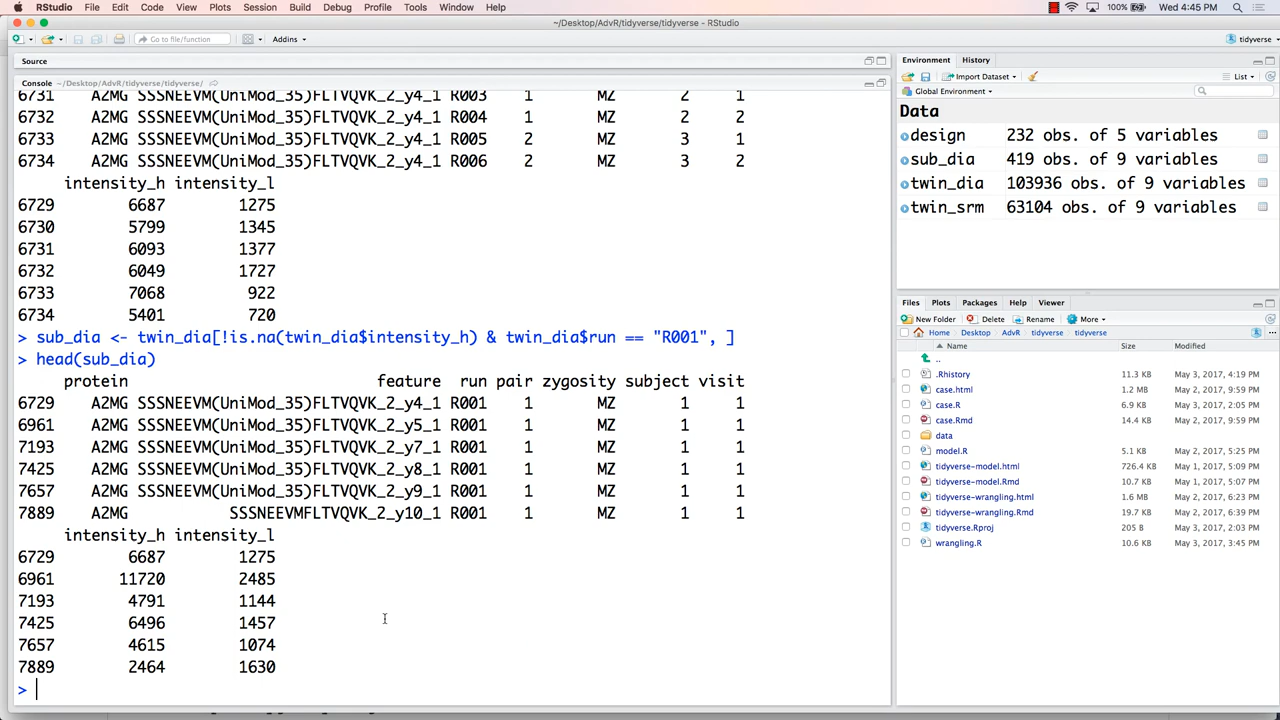 RStudio File Edit Code View Plots Session Build Debug Profile Tools Window Help 100% Wed 4:45 PM
~/Desktop/AdvR/tidyverse/tidyverse - RStudio
Go to file/function Addins tidyverse
Source
Console ~/Desktop/AdvR/tidyverse/tidyverse/
6731 A2MG SSSNEEVM(UniMod_35)FLTVQVK_2_y4_1 R003 1 MZ 2 1
6732 A2MG SSSNEEVM(UniMod_35)FLTVQVK_2_y4_1 R004 1 MZ 2 2
6733 A2MG SSSNEEVM(UniMod_35)FLTVQVK_2_y4_1 R005 2 MZ 3 1
6734 A2MG SSSNEEVM(UniMod_35)FLTVQVK_2_y4_1 R006 2 MZ 3 2
intensity_h intensity_l
6729 6687 1275
6730 5799 1345
6731 6093 1377
6732 6049 1727
6733 7068 922
6734 5401 720
> sub_dia <- twin_dia[!is.na(twin_dia$intensity_h) & twin_dia$run == "R001", ]
> head(sub_dia)
protein feature run pair zygosity subject visit
6729 A2MG SSSNEEVM(UniMod_35)FLTVQVK_2_y4_1 R001 1 MZ 1 1
6961 A2MG SSSNEEVM(UniMod_35)FLTVQVK_2_y5_1 R001 1 MZ 1 1
7193 A2MG SSSNEEVM(UniMod_35)FLTVQVK_2_y7_1 R001 1 MZ 1 1
7425 A2MG SSSNEEVM(UniMod_35)FLTVQVK_2_y8_1 R001 1 MZ 1 1
7657 A2MG SSSNEEVM(UniMod_35)FLTVQVK_2_y9_1 R001 1 MZ 1 1
7889 A2MG SSSNEEVMFLTVQVK_2_y10_1 R001 1 MZ 1 1
intensity_h intensity_l
6729 6687 1275
6961 11720 2485
7193 4791 1144
7425 6496 1457
7657 4615 1074
7889 2464 1630
>
Environment History
Import Dataset List
Global Environment
Data
design 232 obs. of 5 variables
sub_dia 419 obs. of 9 variables
twin_dia 103936 obs. of 9 variables
twin_srm 63104 obs. of 9 variables
Files Plots Packages Help Viewer
New Folder Delete Rename More
Home Desktop AdvR tidyverse tidyverse
Name Size Modified
..
.Rhistory 11.3 KB May 3, 2017, 4:19 PM
case.html 1.2 MB May 2, 2017, 9:59 PM
case.R 6.9 KB May 3, 2017, 2:05 PM
case.Rmd 14.4 KB May 2, 2017, 9:59 PM
data
model.R 5.1 KB May 2, 2017, 5:25 PM
tidyverse-model.html 726.4 KB May 1, 2017, 5:09 PM
tidyverse-model.Rmd 10.7 KB May 1, 2017, 5:07 PM
tidyverse-wrangling.html 1.6 MB May 2, 2017, 6:39 PM
tidyverse-wrangling.Rmd 19.7 KB May 2, 2017, 6:39 PM
tidyverse.Rproj 205 B May 3, 2017, 2:03 PM
wrangling.R 10.6 KB May 3, 2017, 3:45 PM